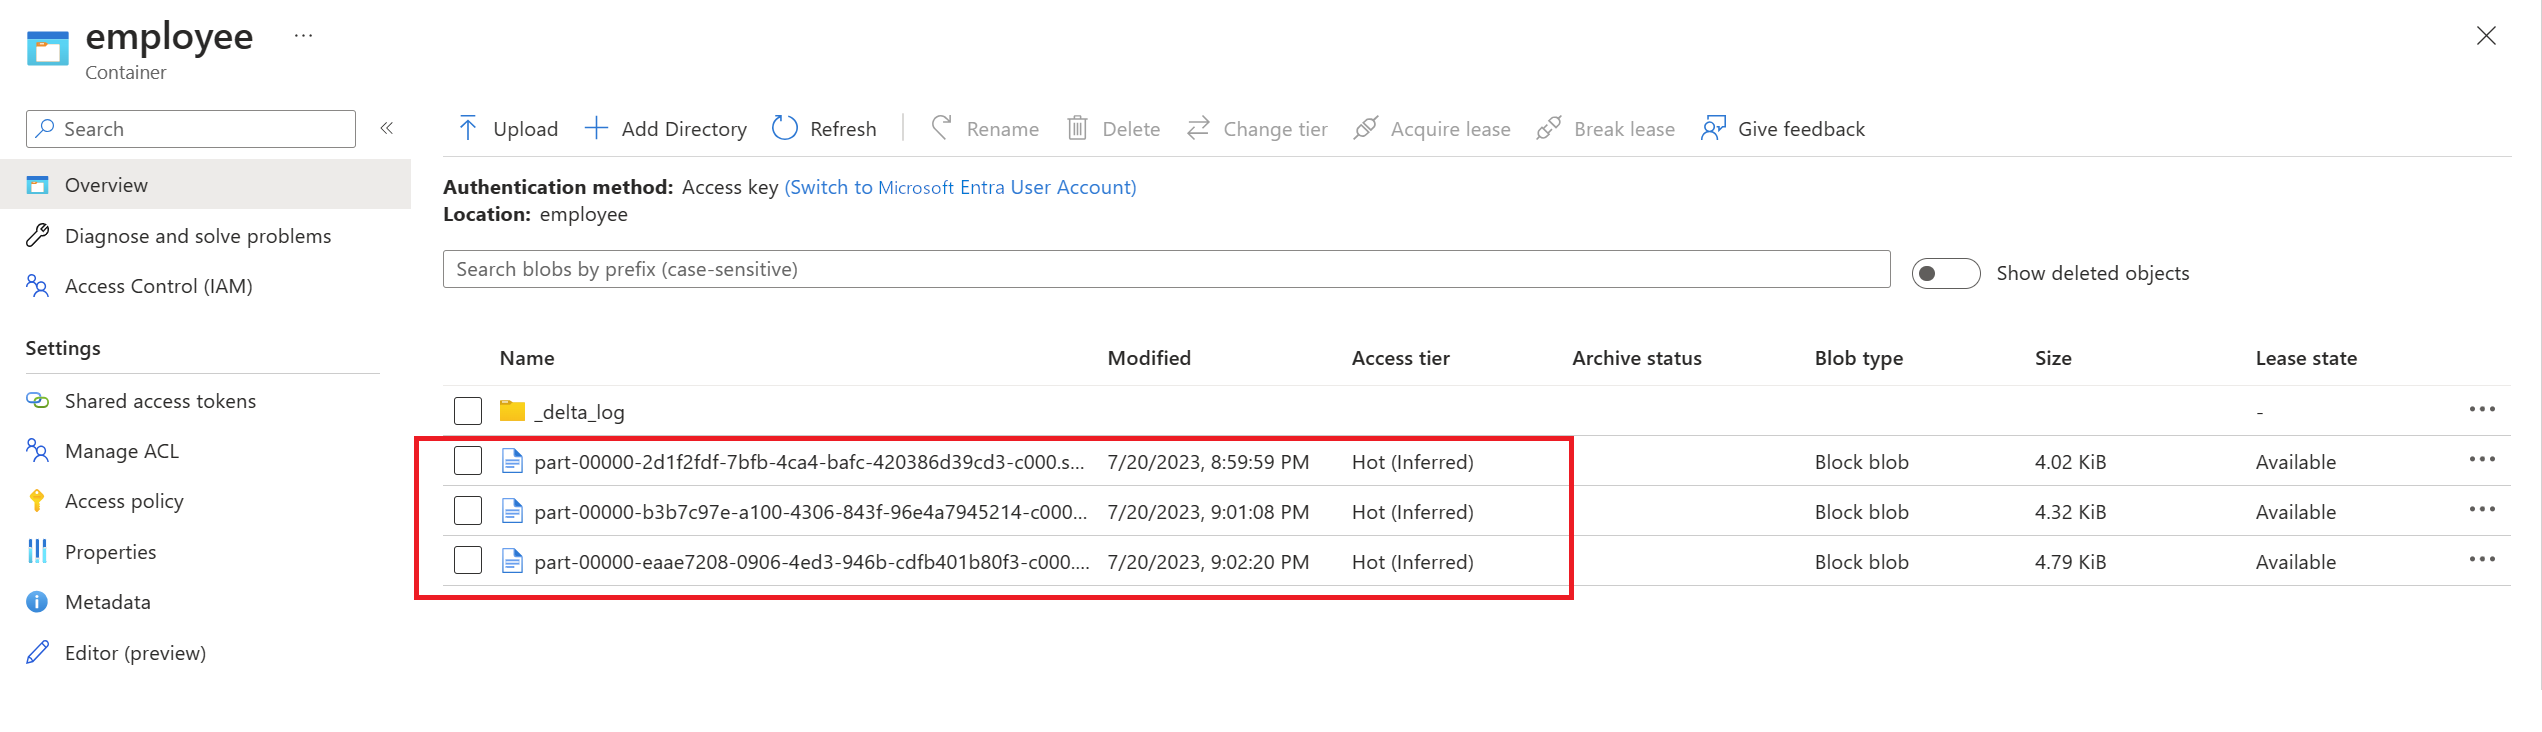 employee ...
Container
Search «
Overview
Diagnose and solve problems
Access Control (IAM)
Settings
Shared access tokens
Manage ACL
Access policy
Properties
Metadata
Editor (preview)
Upload Add Directory Refresh Rename Delete Change tier Acquire lease Break lease Give feedback
Authentication method: Access key (Switch to Microsoft Entra User Account)
Location: employee
Search blobs by prefix (case-sensitive) Show deleted objects
Name Modified Access tier Archive status Blob type Size Lease state
_delta_log - ...
part-00000-2d1f2fdf-7bfb-4ca4-bafc-420386d39cd3-c000.s... 7/20/2023, 8:59:59 PM Hot (Inferred) Block blob 4.02 KiB Available ...
part-00000-b3b7c97e-a100-4306-843f-96e4a7945214-c000... 7/20/2023, 9:01:08 PM Hot (Inferred) Block blob 4.32 KiB Available ...
part-00000-eaae7208-0906-4ed3-946b-cdfb401b80f3-c000.... 7/20/2023, 9:02:20 PM Hot (Inferred) Block blob 4.79 KiB Available ...